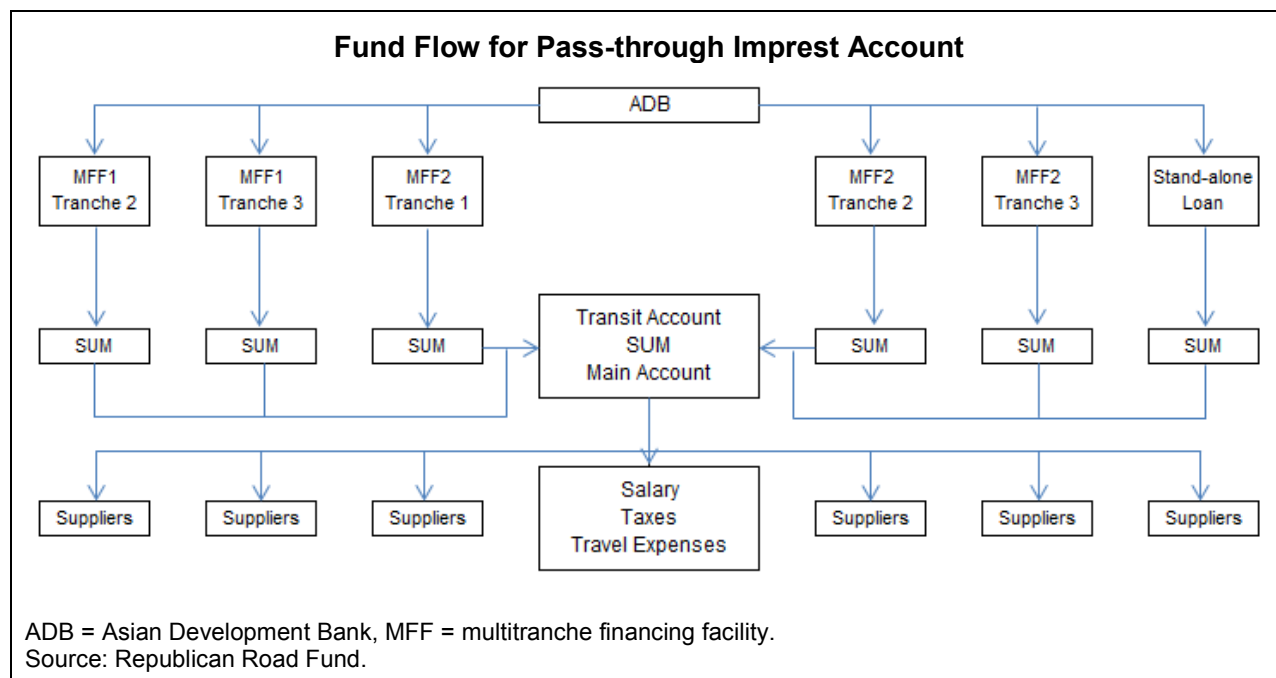 Fund Flow for Pass-through Imprest Account
ADB
MFF1
Tranche 2
MFF1
Tranche 3
MFF2
Tranche 1
MFF2
Tranche 2
MFF2
Tranche 3
Stand-alone
Loan
SUM
SUM
SUM
Transit Account
SUM
Main Account
SUM
SUM
SUM
Suppliers
Suppliers
Suppliers
Salary
Taxes
Travel Expenses
Suppliers
Suppliers
Suppliers
ADB = Asian Development Bank, MFF = multitranche financing facility.
Source: Republican Road Fund.